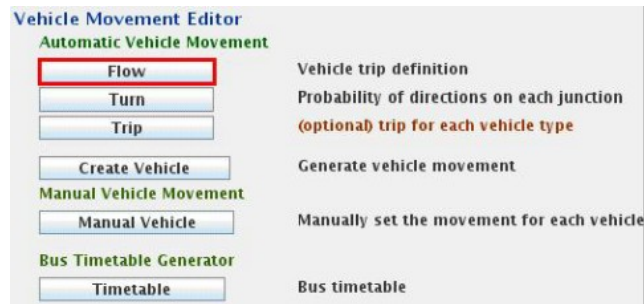 Vehicle Movement Editor
Automatic Vehicle Movement
Flow Vehicle trip definition
Turn Probability of directions on each junction
Trip (optional) trip for each vehicle type
Create Vehicle Generate vehicle movement
Manual Vehicle Movement
Manual Vehicle Manually set the movement for each vehicle
Bus Timetable Generator
Timetable Bus timetable